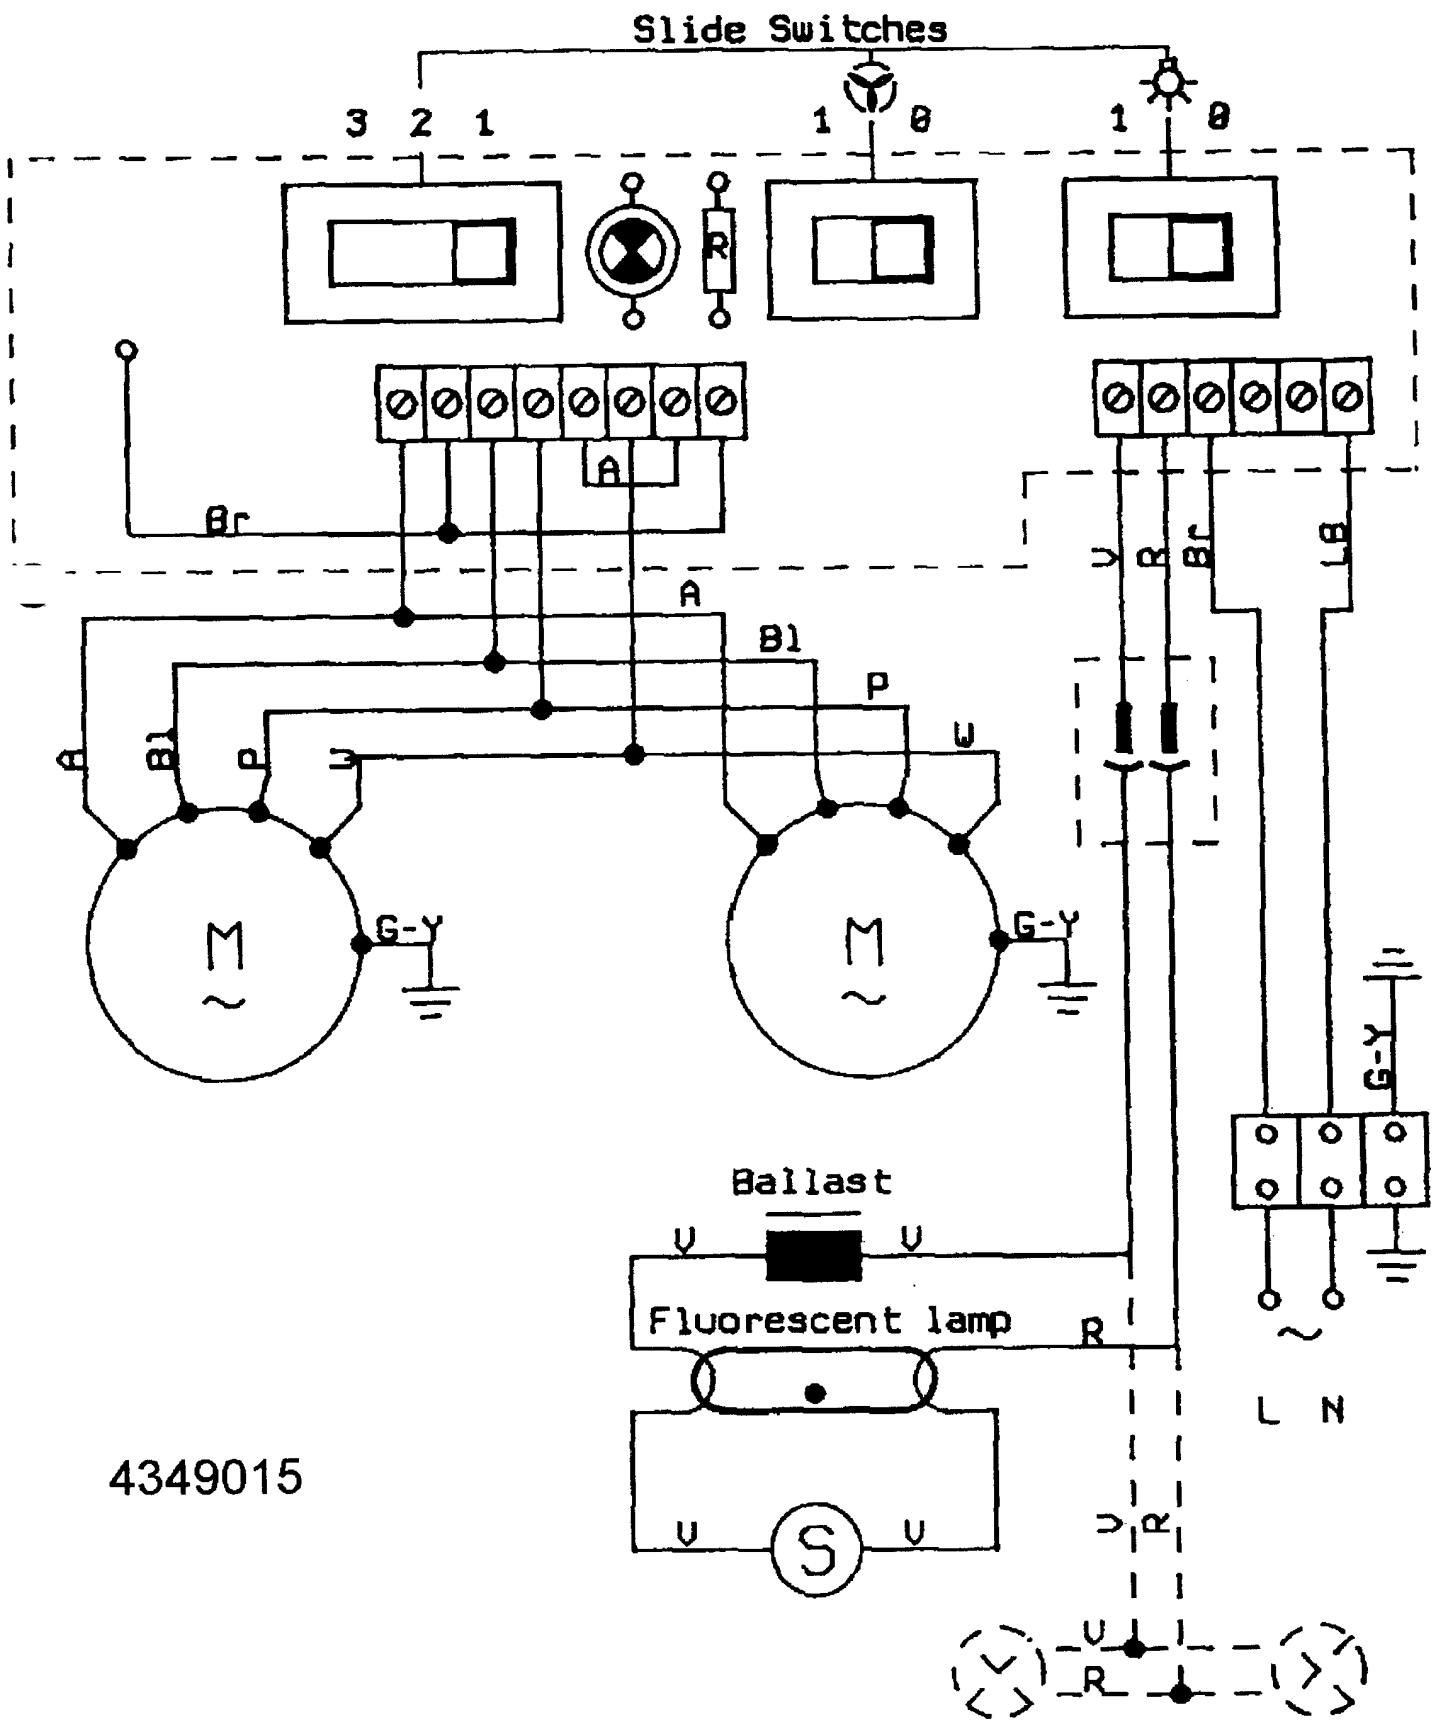 Slide Switches
3 2 1
1 0
1 0
R
A
Br
V R Br LB
A
Bl
P
W
A Bl P W
M
~
G-Y
M
~
G-Y
G-Y
Ballast
V V
Fluorescent lamp
R
~
L N
4349015
V S V
V R
V
R